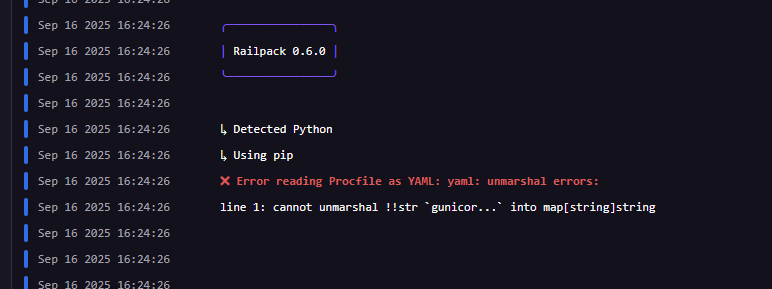 Sep 16 2025 16:24:26
Sep 16 2025 16:24:26
Sep 16 2025 16:24:26 Railpack 0.6.0
Sep 16 2025 16:24:26
Sep 16 2025 16:24:26
Sep 16 2025 16:24:26 ↳ Detected Python
Sep 16 2025 16:24:26 ↳ Using pip
Sep 16 2025 16:24:26 ✖ Error reading Procfile as YAML: yaml: unmarshal errors:
Sep 16 2025 16:24:26 line 1: cannot unmarshal !!str `gunicor...` into map[string]string
Sep 16 2025 16:24:26
Sep 16 2025 16:24:26
Sep 16 2025 16:24:26